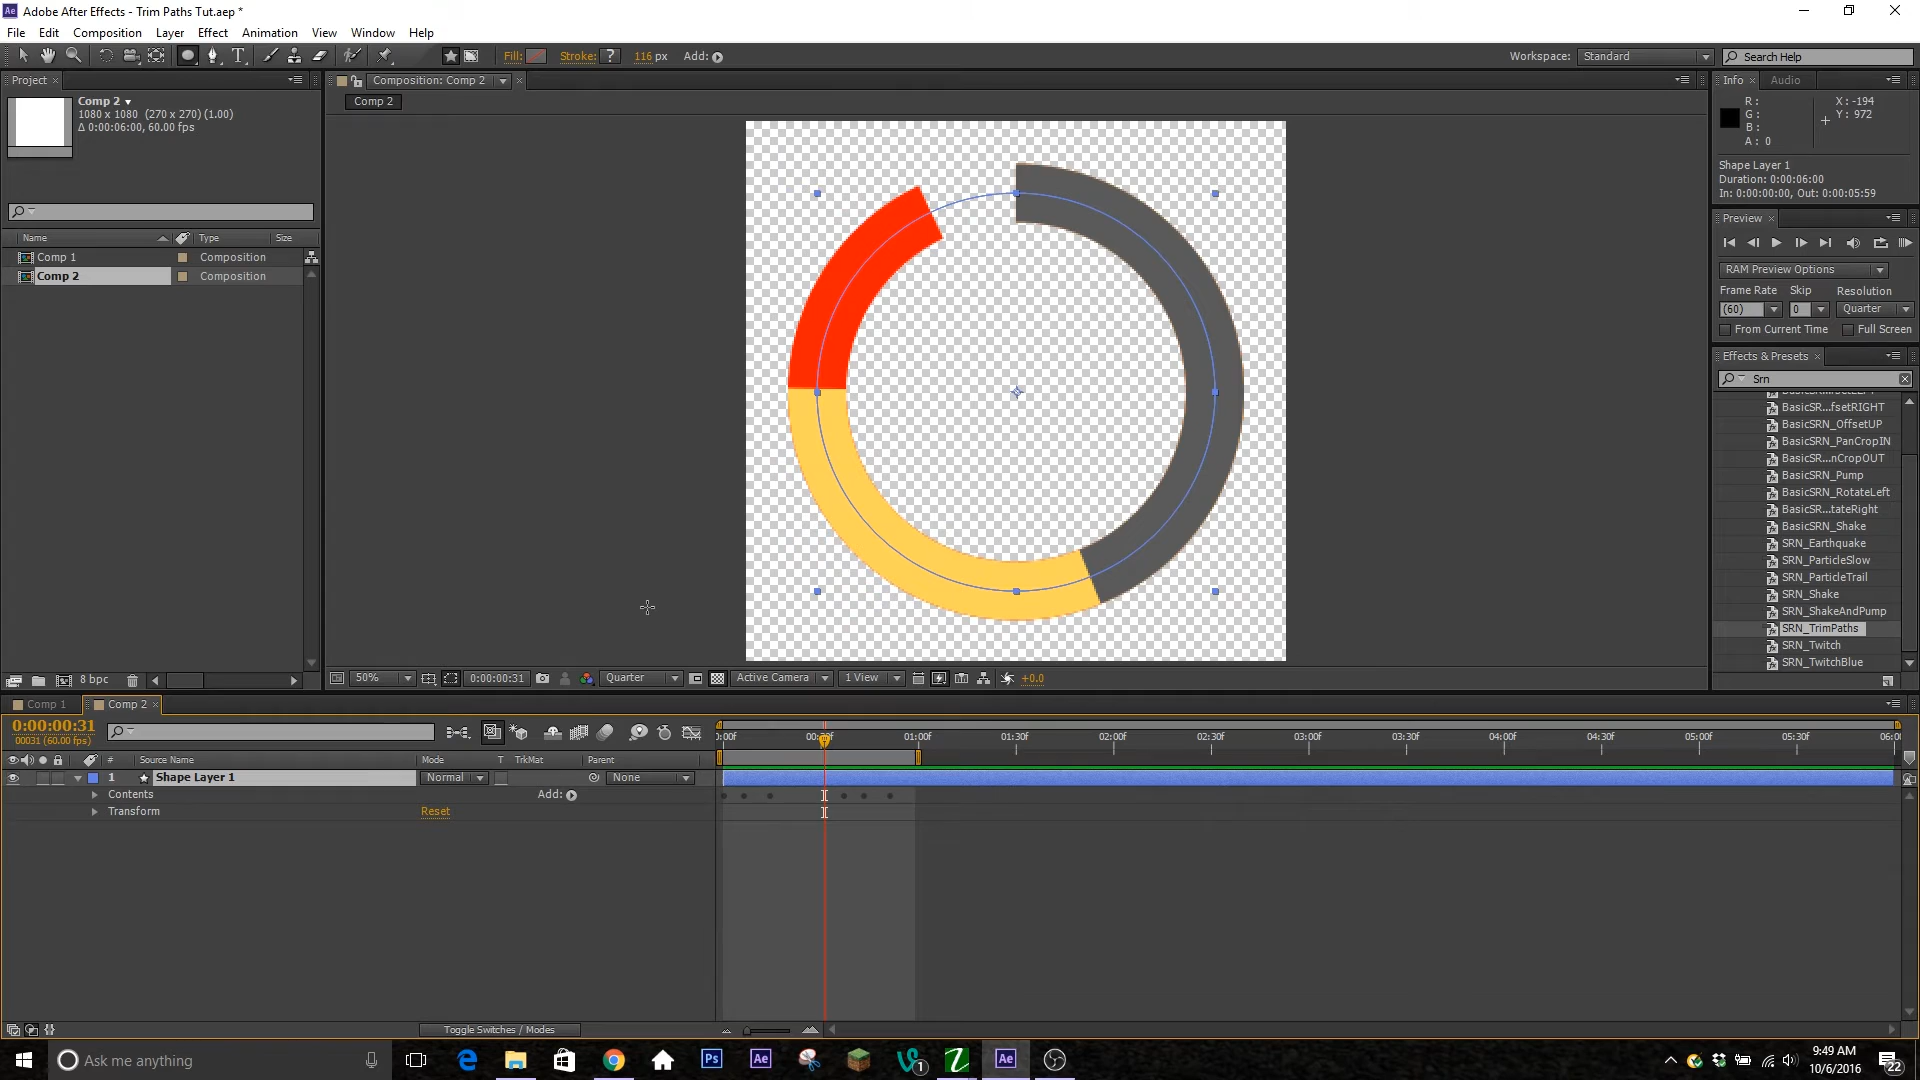 Ae Adobe After Effects - Trim Paths Tut.aep *
File Edit Composition Layer Effect Animation View Window Help
T Fill: Stroke: ? 116 px Add: Workspace: Standard Search Help
Project Composition: Comp 2 Info Audio
Comp 2
1080 x 1080 (270 x 270) (1.00)
Δ 0:00:06:00, 60.00 fps
Comp 2
R :
G :
B :
A : 0
X : -194
Y : 972
Shape Layer 1
Duration: 0:00:06:00
In: 0:00:00:00, Out: 0:00:05:59
Preview
RAM Preview Options
Frame Rate Skip Resolution
(60) 0 Quarter
From Current Time Full Screen
Effects & Presets
Srn
BasicSR...fsetRIGHT
BasicSRN_OffsetUP
BasicSRN_PanCropIN
BasicSR...nCropOUT
BasicSRN_Pump
BasicSRN_RotateLeft
BasicSR...tateRight
BasicSRN_Shake
SRN_Earthquake
SRN_ParticleSlow
SRN_ParticleTrail
SRN_Shake
SRN_ShakeAndPump
SRN_TrimPaths
SRN_Twitch
SRN_TwitchBlue
Name Type Size
Comp 1 Composition
Comp 2 Composition
8 bpc
50% 0:00:00:31 Quarter Active Camera 1 View +0.0
Comp 1 Comp 2
0:00:00:31
00031 (60.00 fps)
01:00f 01:30f 02:00f 02:30f 03:00f 03:30f 04:00f 04:30f 05:00f 05:30f
# Source Name Mode T TrkMat Parent
1 Shape Layer 1 Normal None
Contents Add:
Transform Reset
Toggle Switches / Modes
Ask me anything Ps Ae 1 Ae 9:49 AM
10/6/2016 22